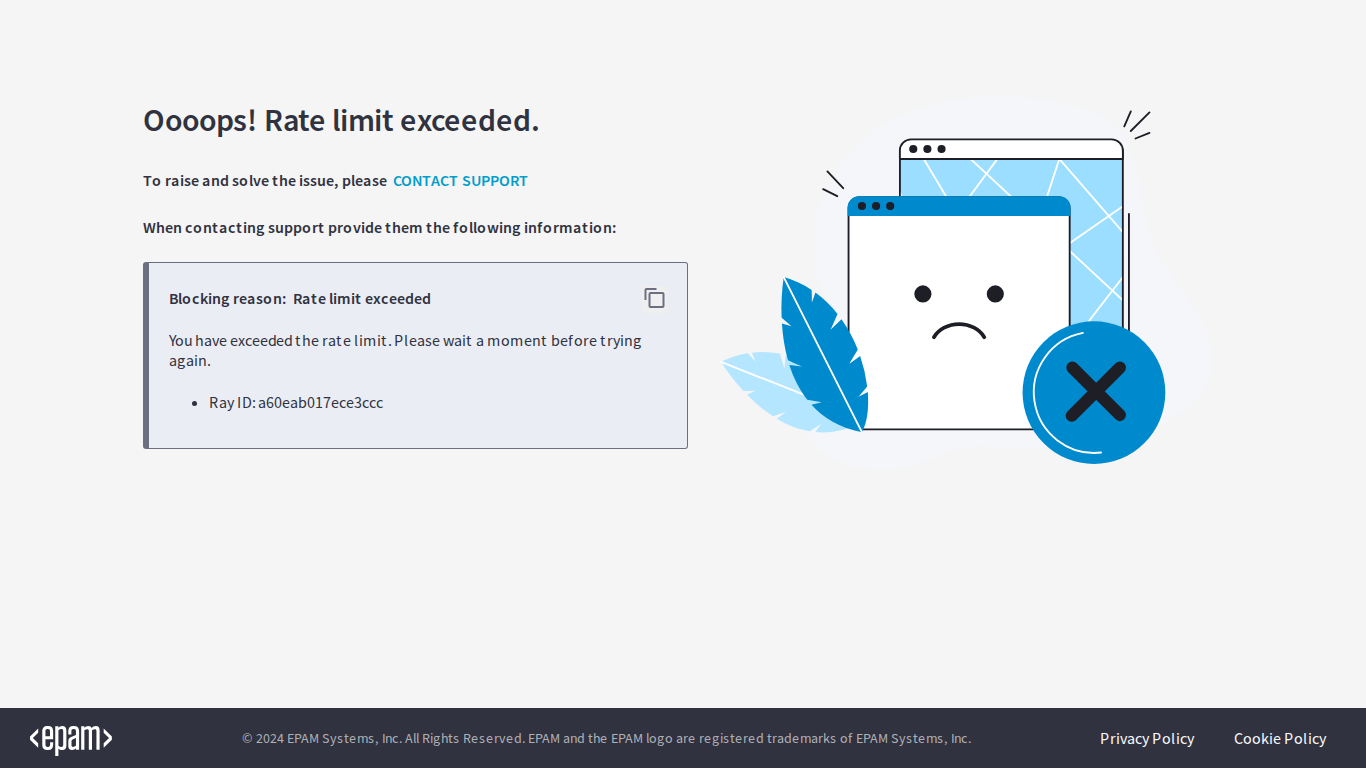 Oooops! Rate limit exceeded.
To raise and solve the issue, please CONTACT SUPPORT
When contacting support provide them the following information:
Blocking reason: Rate limit exceeded
You have exceeded the rate limit. Please wait a moment before trying
again.
Ray ID: a60eab017ece3ccc
<epam>
© 2024 EPAM Systems, Inc. All Rights Reserved. EPAM and the EPAM logo are registered trademarks of EPAM Systems, Inc.
Privacy Policy
Cookie Policy